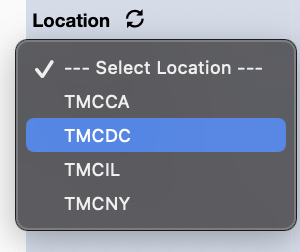 Location
--- Select Location ---
TMCCA
TMCDC
TMCIL
TMCNY